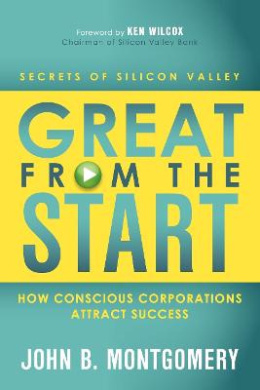 Foreword by KEN WILCOX
Chairman of Silicon Valley Bank
SECRETS OF SILICON VALLEY
GREAT
FROM THE
START
HOW CONSCIOUS CORPORATIONS
ATTRACT SUCCESS
JOHN B. MONTGOMERY